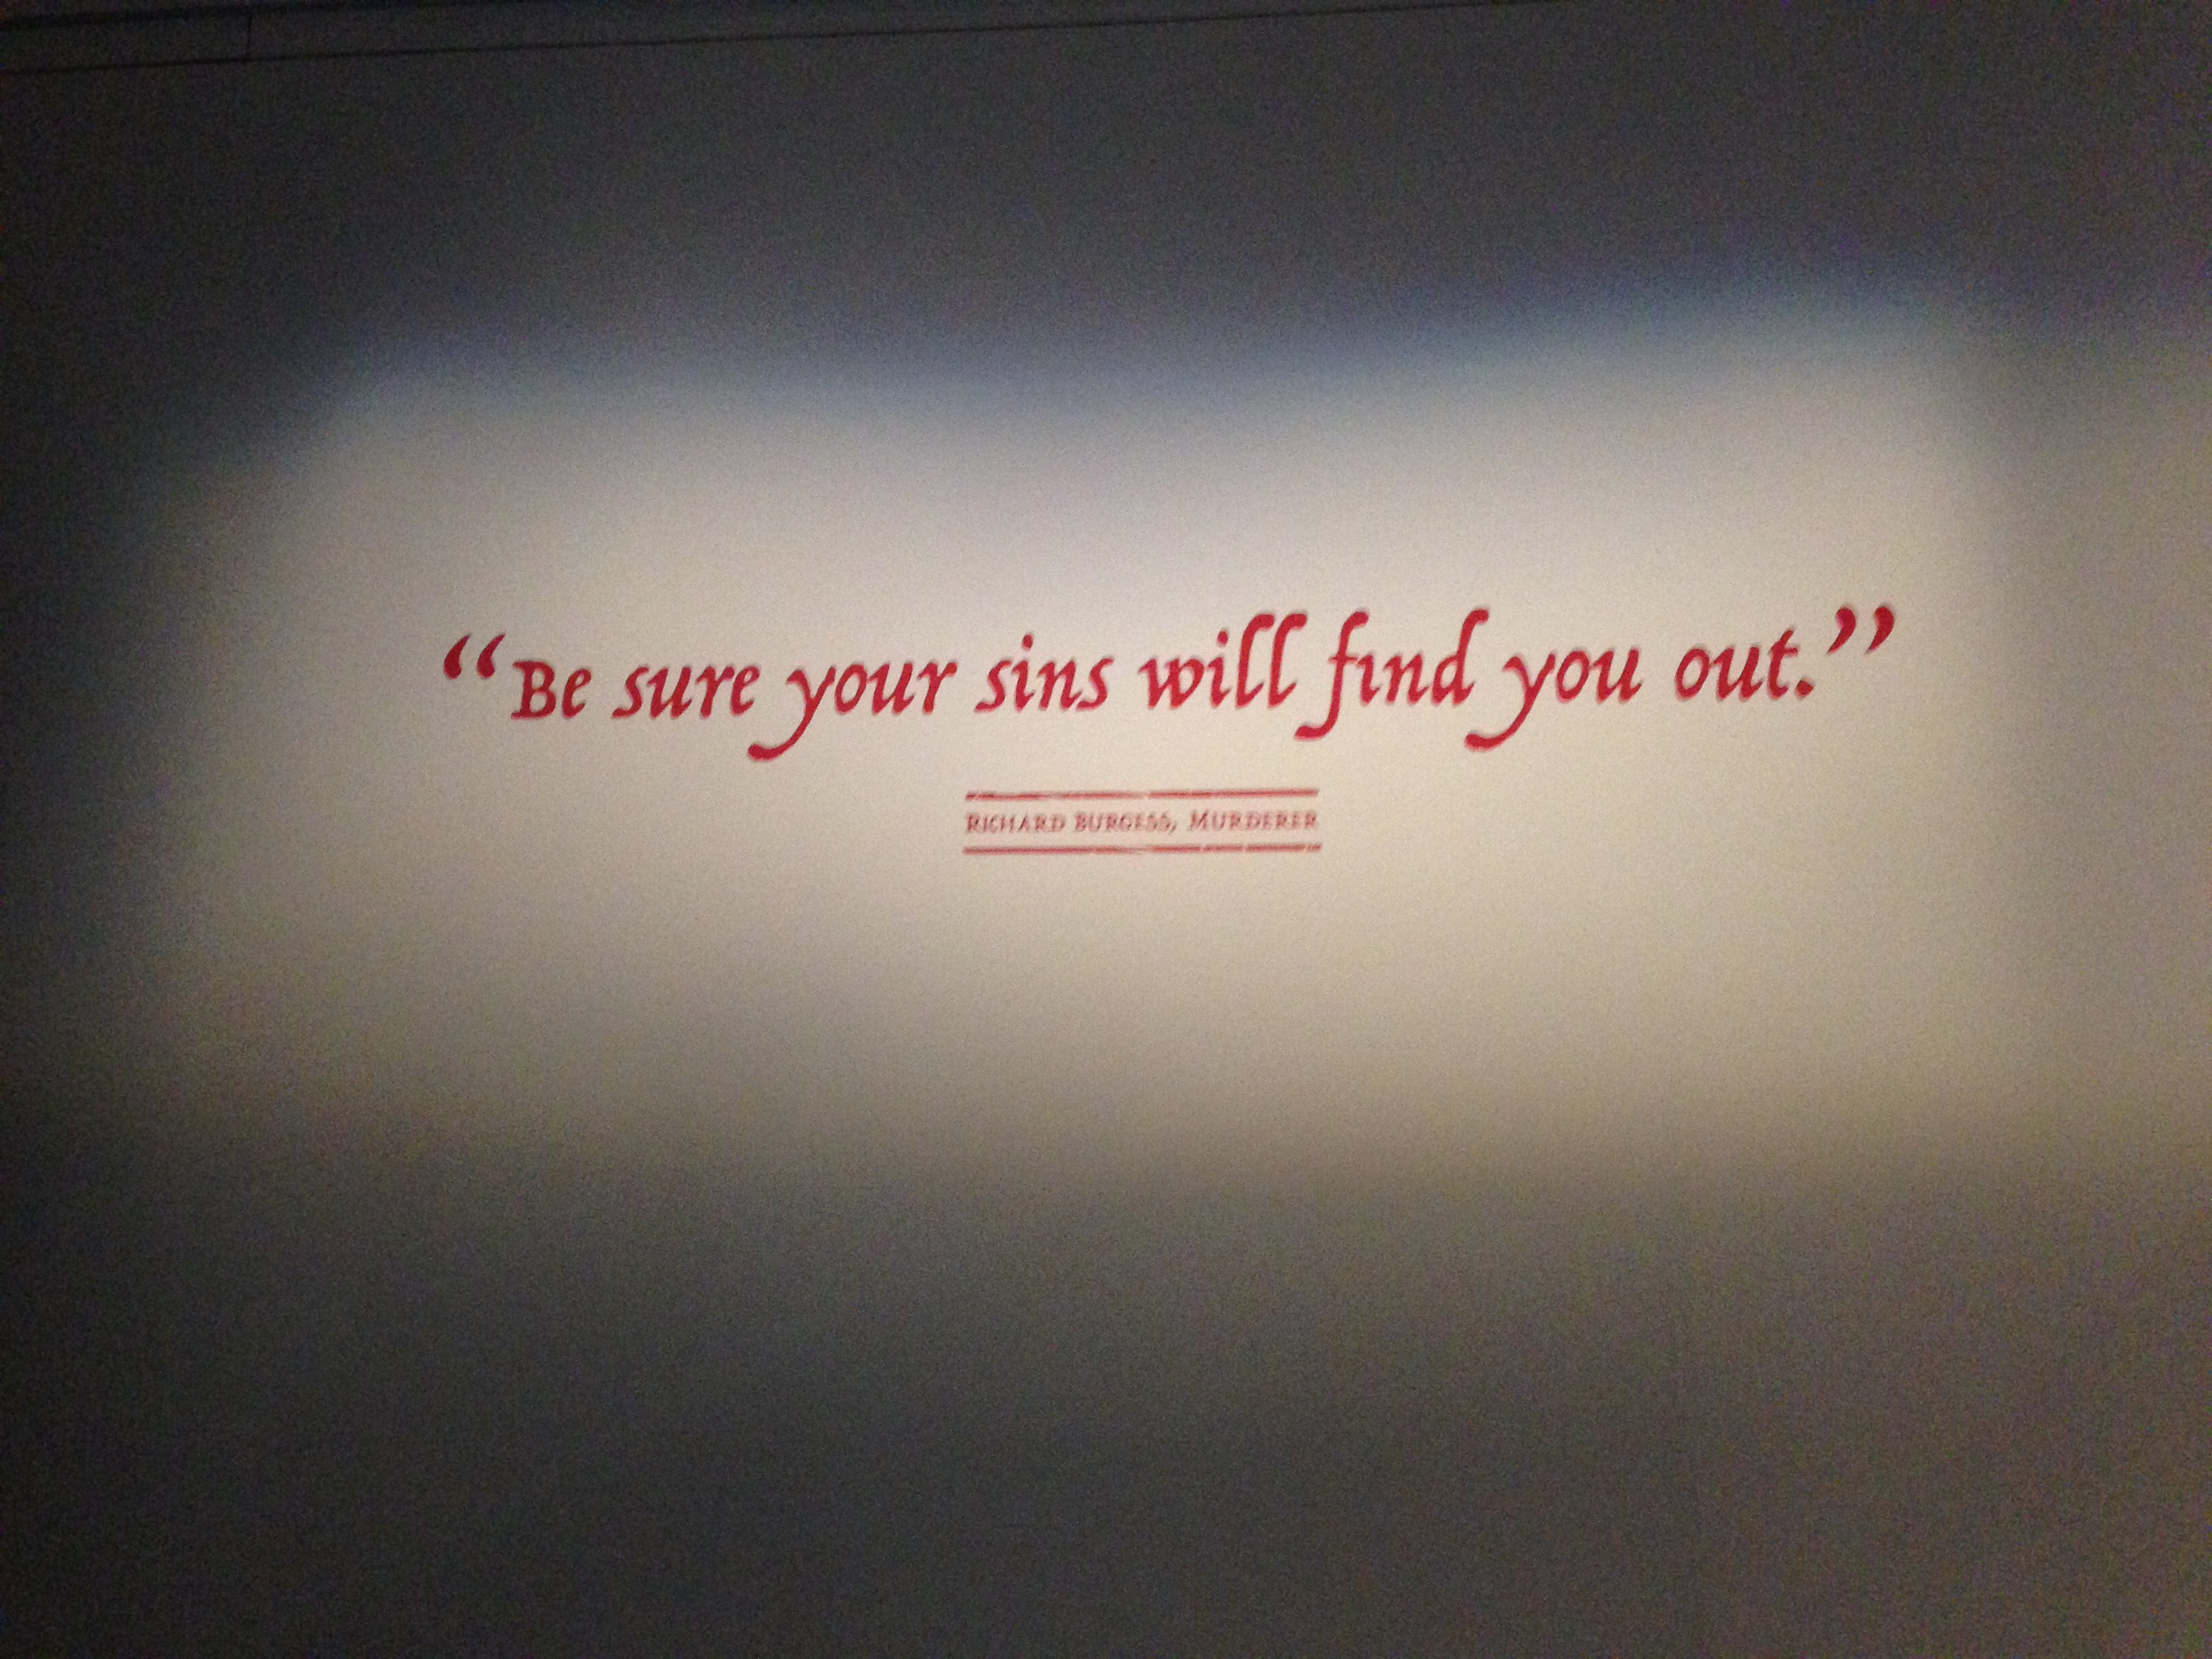 “Be sure your sins will find you out.”
RICHARD BURGESS, MURDERER